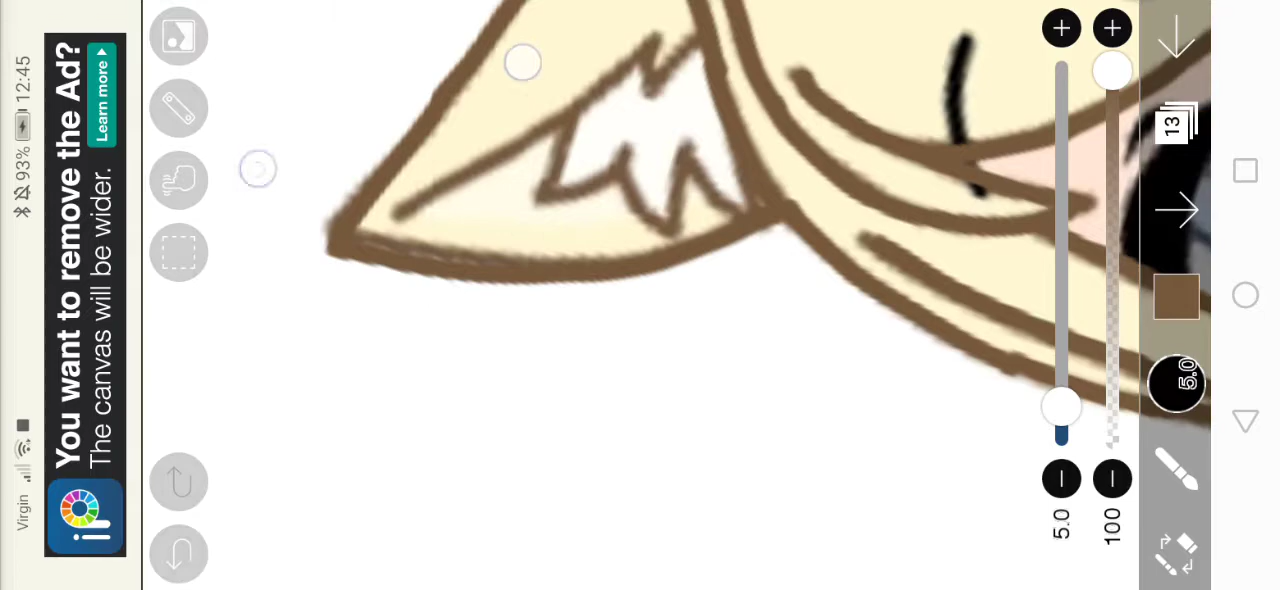 Virgin 93% 12:45
You want to remove the Ad?
The canvas will be wider.
Learn more
iP
5.0
100
13
5.0